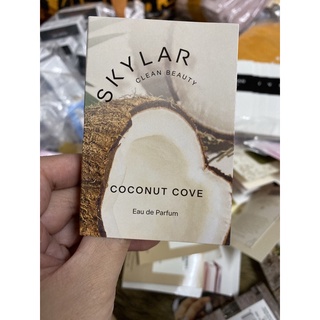 SKYLAR
CLEAN BEAUTY
COCONUT COVE
Eau de Parfum